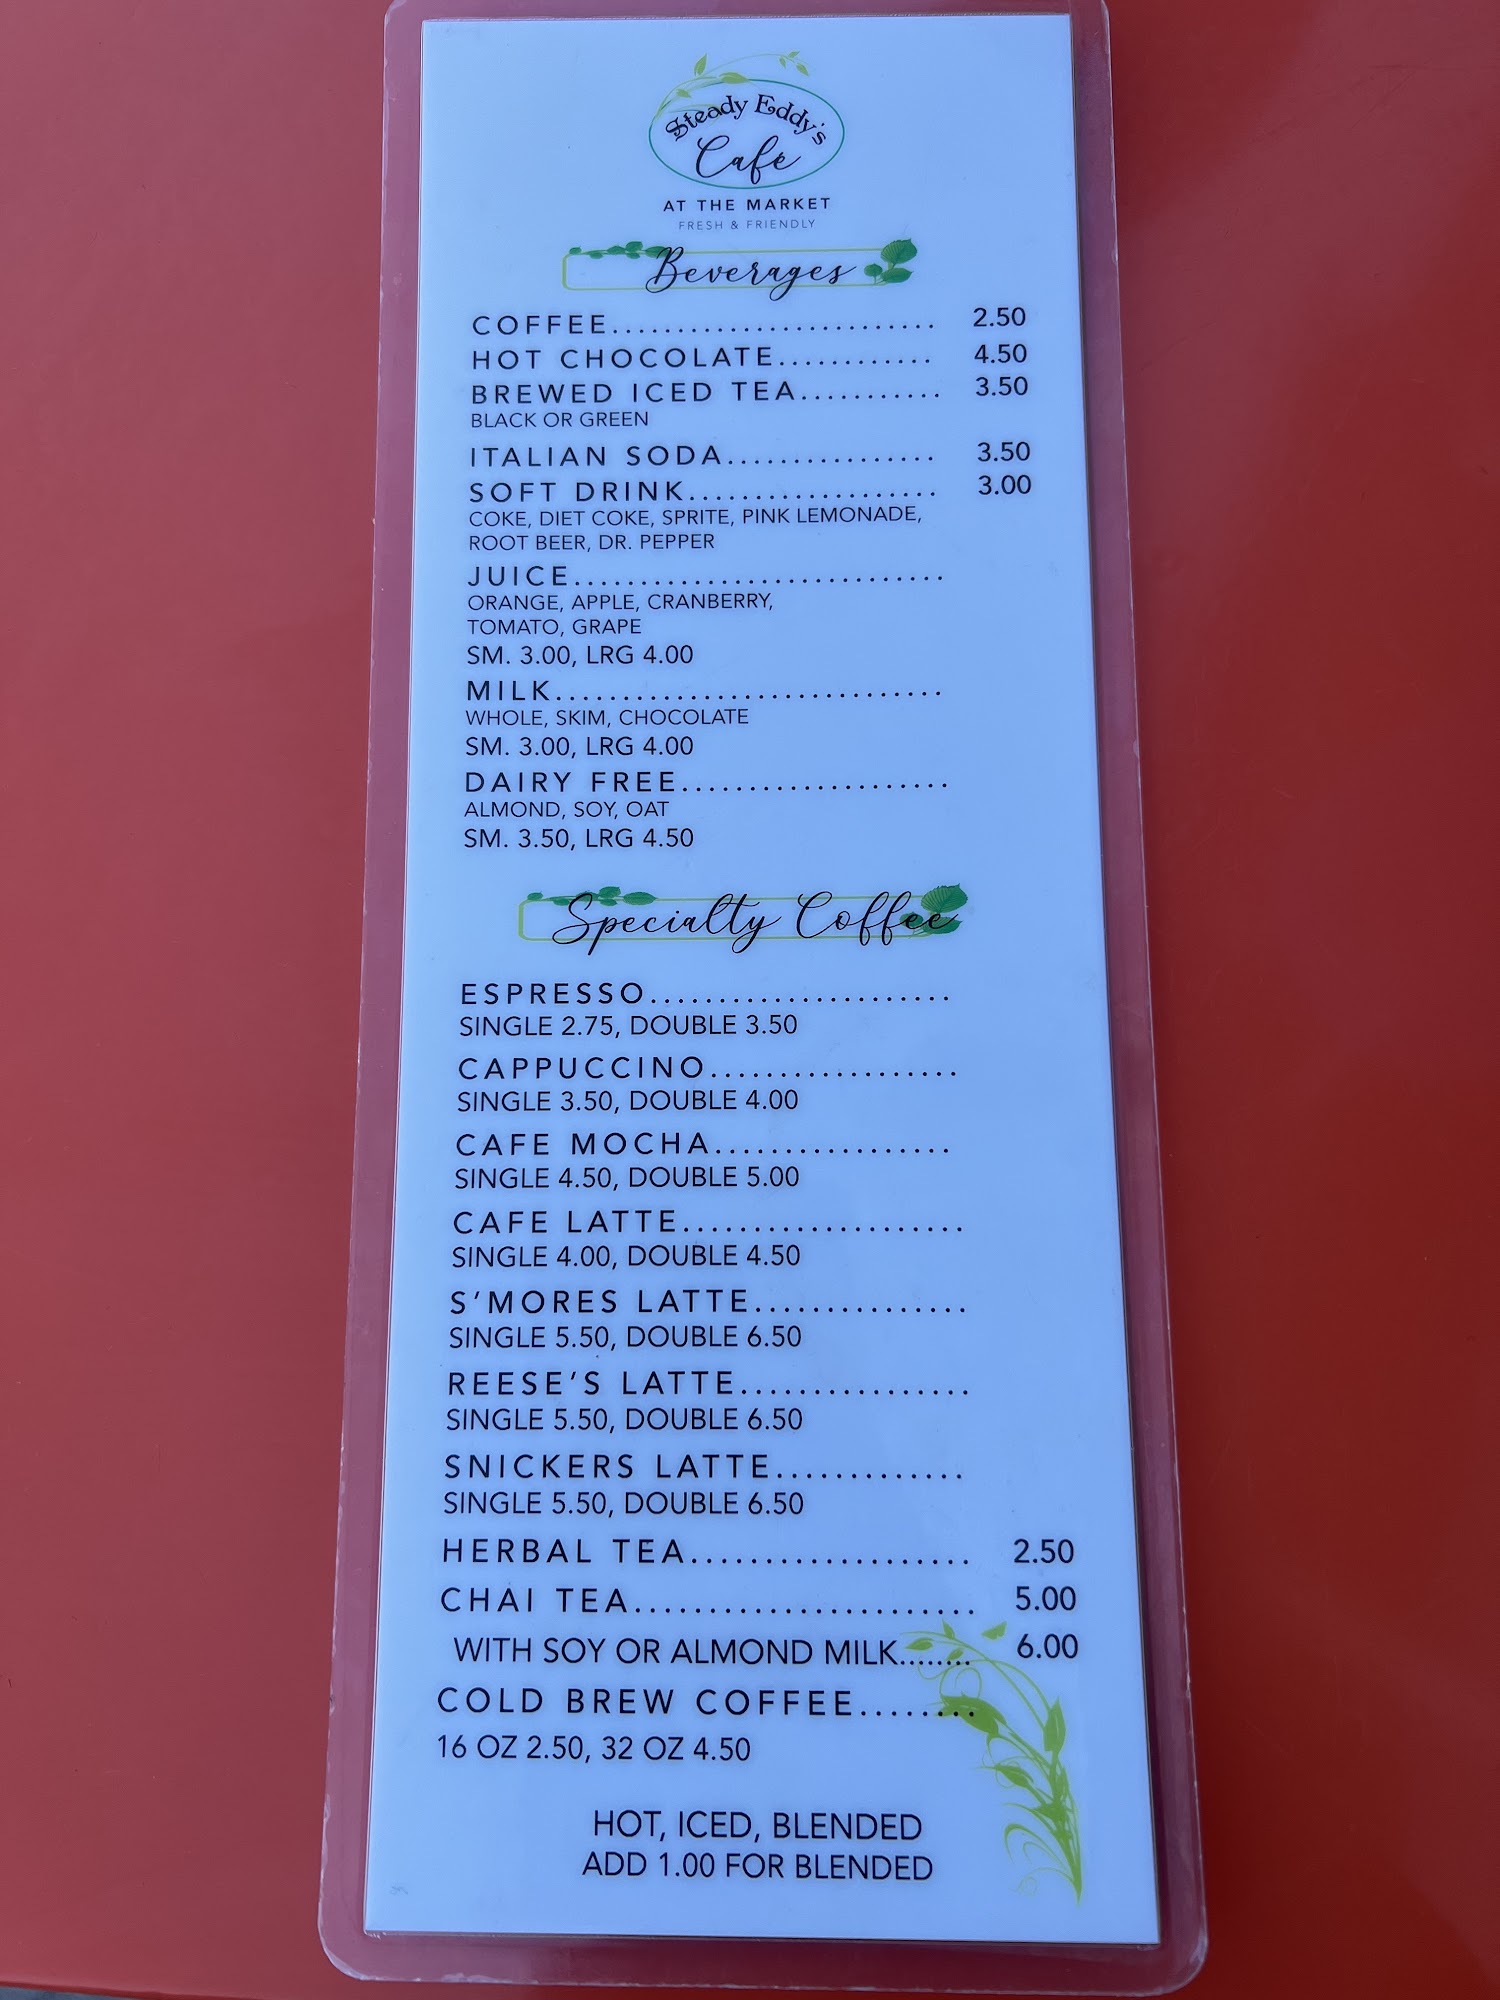 Steady Eddy's
Café
AT THE MARKET
FRESH & FRIENDLY
Beverages
COFFEE........................ 2.50
HOT CHOCOLATE............ 4.50
BREWED ICED TEA........... 3.50
BLACK OR GREEN
ITALIAN SODA................ 3.50
SOFT DRINK................... 3.00
COKE, DIET COKE, SPRITE, PINK LEMONADE,
ROOT BEER, DR. PEPPER
JUICE............................
ORANGE, APPLE, CRANBERRY,
TOMATO, GRAPE
SM. 3.00, LRG 4.00
MILK.............................
WHOLE, SKIM, CHOCOLATE
SM. 3.00, LRG 4.00
DAIRY FREE....................
ALMOND, SOY, OAT
SM. 3.50, LRG 4.50
Specialty Coffee
ESPRESSO......................
SINGLE 2.75, DOUBLE 3.50
CAPPUCCINO..................
SINGLE 3.50, DOUBLE 4.00
CAFE MOCHA.................
SINGLE 4.50, DOUBLE 5.00
CAFE LATTE....................
SINGLE 4.00, DOUBLE 4.50
S'MORES LATTE...............
SINGLE 5.50, DOUBLE 6.50
REESE'S LATTE................
SINGLE 5.50, DOUBLE 6.50
SNICKERS LATTE.............
SINGLE 5.50, DOUBLE 6.50
HERBAL TEA................... 2.50
CHAI TEA....................... 5.00
WITH SOY OR ALMOND MILK........ 6.00
COLD BREW COFFEE........
16 OZ 2.50, 32 OZ 4.50
HOT, ICED, BLENDED
ADD 1.00 FOR BLENDED